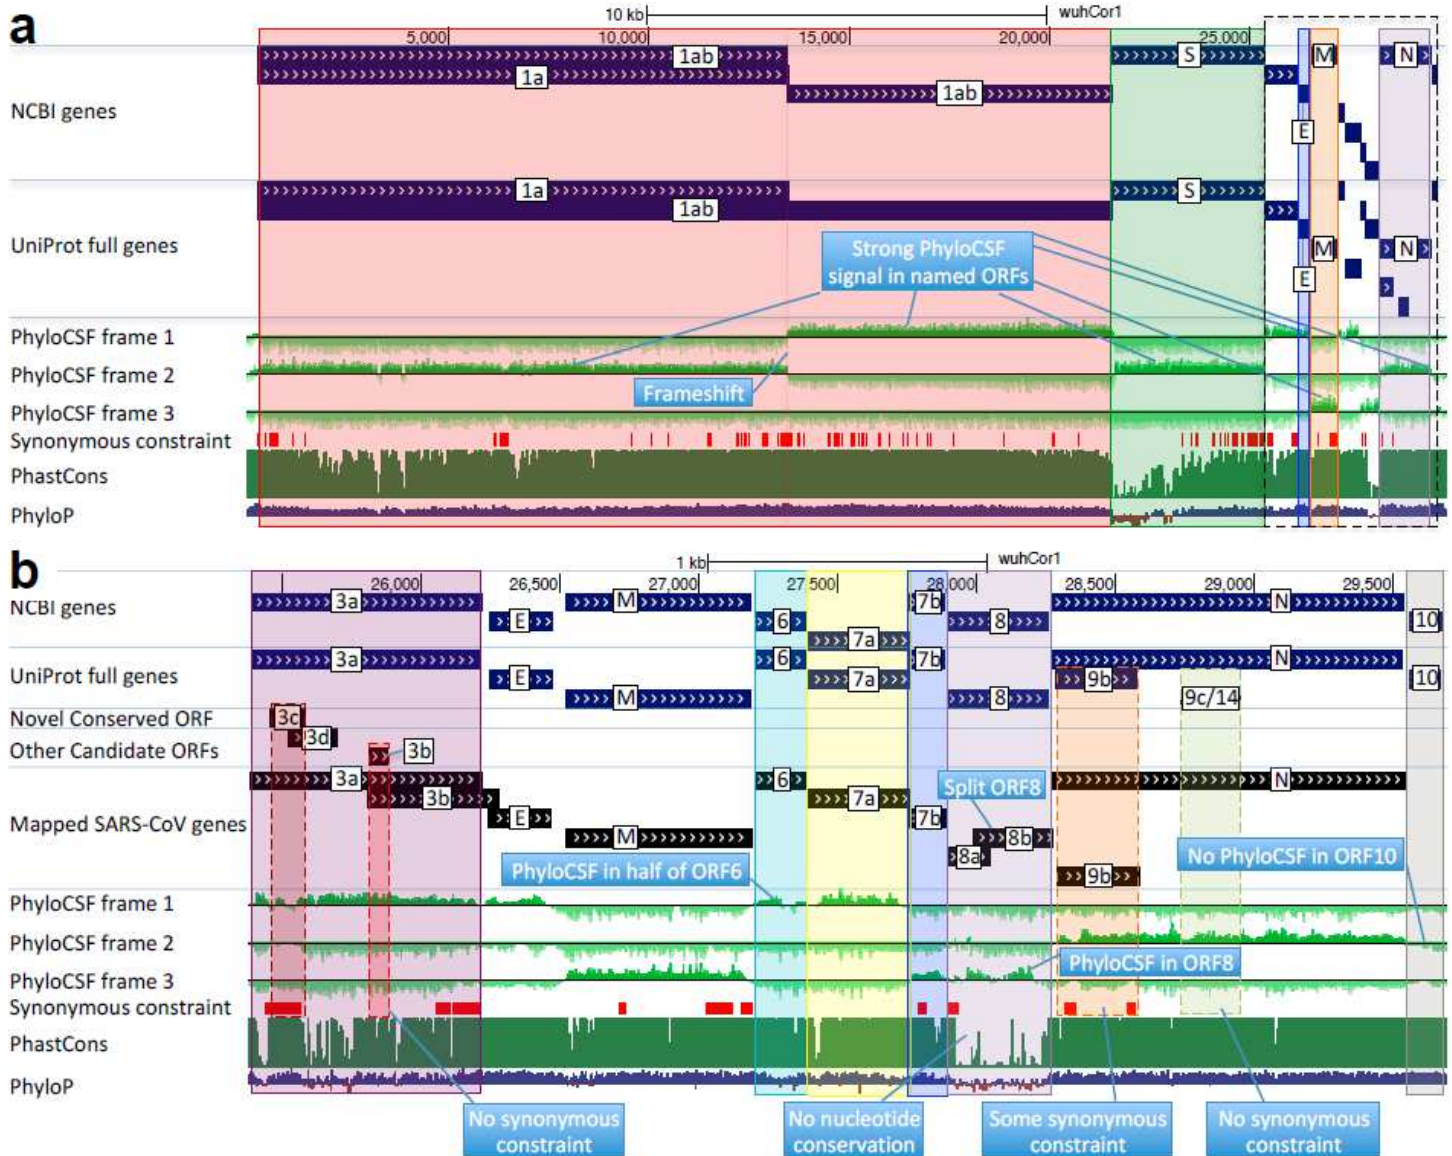 a
10 kb
wuhCor1
5,000
10,000
15,000
20,000
25,000
NCBI genes
1ab
S
M
N
1a
1ab
E
UniProt full genes
1a
S
1ab
M
N
E
Strong PhyloCSF
signal in named ORFs
PhyloCSF frame 1
PhyloCSF frame 2
Frameshift
PhyloCSF frame 3
Synonymous constraint
PhastCons
PhyloP
b
1 kb
wuhCor1
26,000
26,500
27,000
27,500
28,000
28,500
29,000
29,500
NCBI genes
3a
M
7b
N
E
6
8
10
7a
UniProt full genes
3a
6
7b
N
E
7a
9b
10
M
8
9c/14
Novel Conserved ORF
3c
3d
Other Candidate ORFs
3b
Mapped SARS-CoV genes
3a
6
N
3b
7a
Split ORF8
E
7b
M
8b
8a
9b
PhyloCSF in half of ORF6
No PhyloCSF in ORF10
PhyloCSF frame 1
PhyloCSF frame 2
PhyloCSF in ORF8
PhyloCSF frame 3
Synonymous constraint
PhastCons
PhyloP
No synonymous
constraint
No nucleotide
conservation
Some synonymous
constraint
No synonymous
constraint